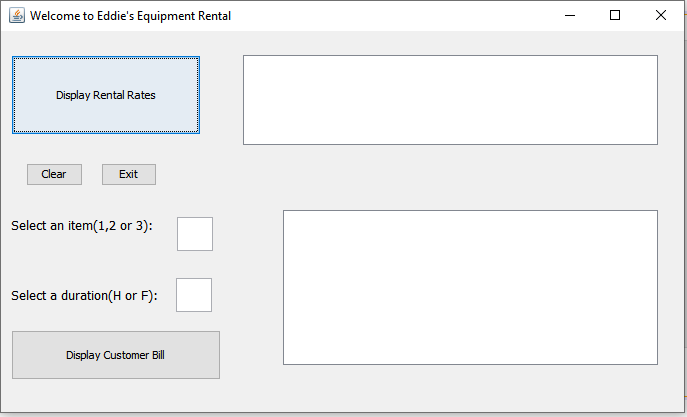 Welcome to Eddie's Equipment Rental
Display Rental Rates
Clear
Exit
Select an item(1,2 or 3):
Select a duration(H or F):
Display Customer Bill